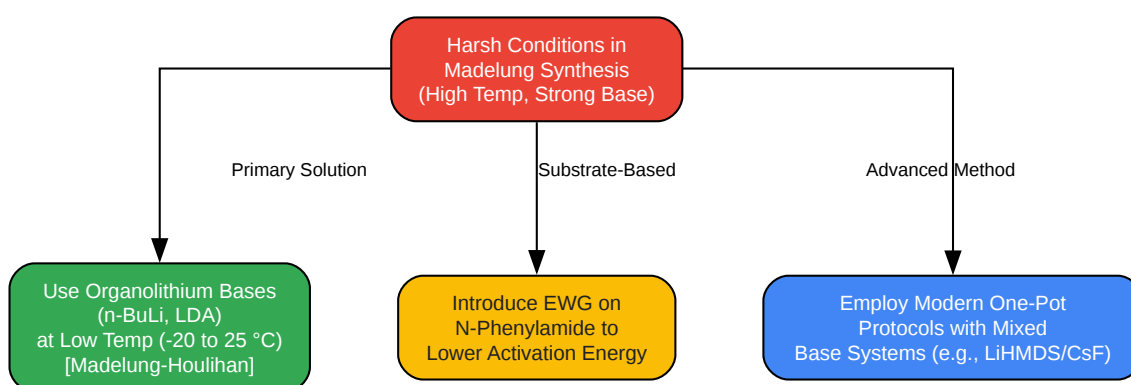 Harsh Conditions in
Madelung Synthesis
(High Temp, Strong Base)
Primary Solution
Substrate-Based
Advanced Method
Use Organolithium Bases
(n-BuLi, LDA)
at Low Temp (-20 to 25 °C)
[Madelung-Houlihan]
Introduce EWG on
N-Phenylamide to
Lower Activation Energy
Employ Modern One-Pot
Protocols with Mixed
Base Systems (e.g., LiHMDS/CsF)